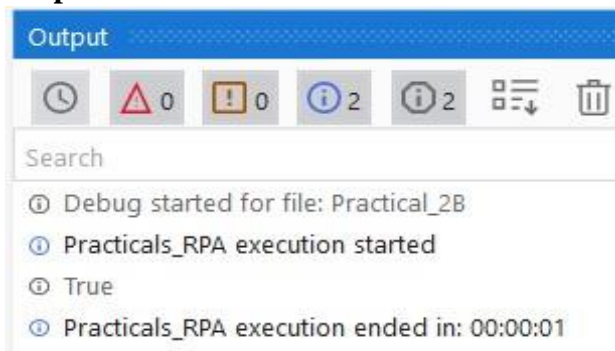 Output
0 0 2 2
Search
Debug started for file: Practical_2B
Practicals_RPA execution started
True
Practicals_RPA execution ended in: 00:00:01